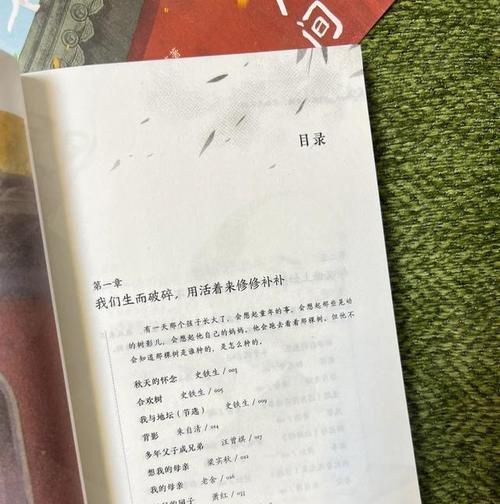 间
目录
第一章
我们生而破碎，用活着来修修补补
有一天那个孩子长大了，会想起童年的事，会想起那些晃动
的树影儿，会想起他自己的妈妈，他会跑去看看那棵树。但他不
会知道那棵树是谁种的，是怎么种的。
秋天的怀念 史铁生 / 003
合欢树 史铁生 / 005
我与地坛（节选） 史铁生 / 009
背影 朱自清 / 014
多年父子成兄弟 汪曾祺 / 017
想我的母亲 梁实秋 / 022
我的母亲 老舍 / 026
萧红 / 033